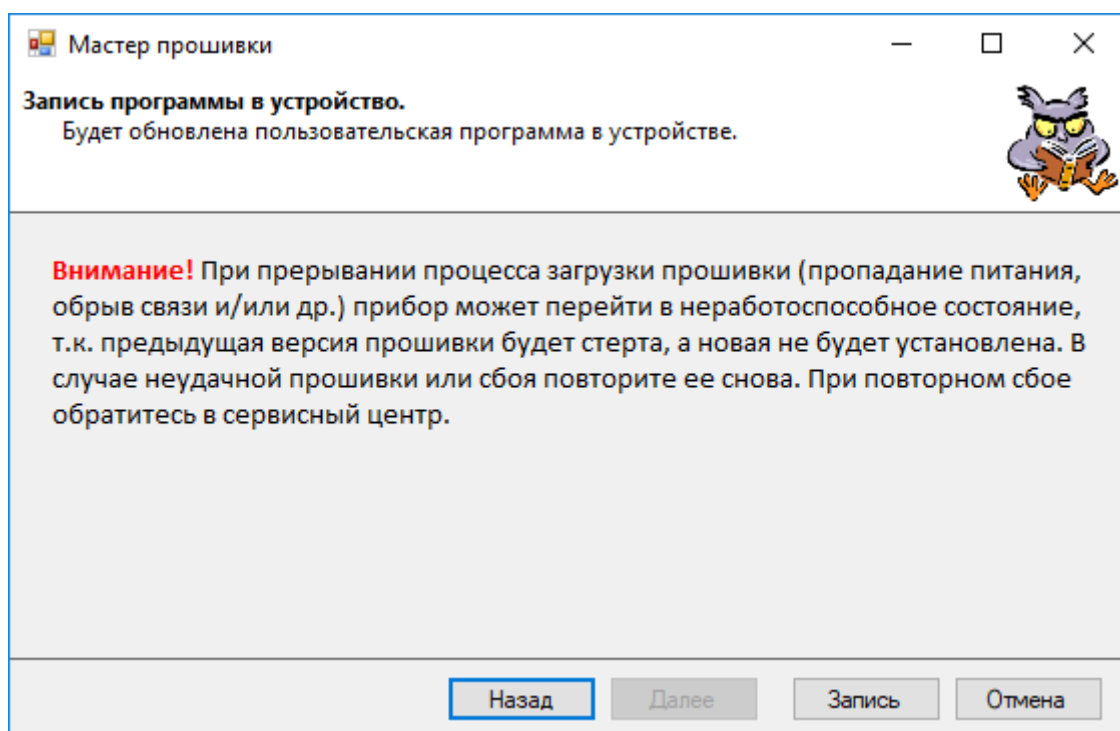 Мастер прошивки
Запись программы в устройство.
Будет обновлена пользовательская программа в устройстве.
Внимание! При прерывании процесса загрузки прошивки (пропадание питания,
обрыв связи и/или др.) прибор может перейти в неработоспособное состояние,
т.к. предыдущая версия прошивки будет стерта, а новая не будет установлена. В
случае неудачной прошивки или сбоя повторите ее снова. При повторном сбое
обратитесь в сервисный центр.
Назад Далее Запись Отмена